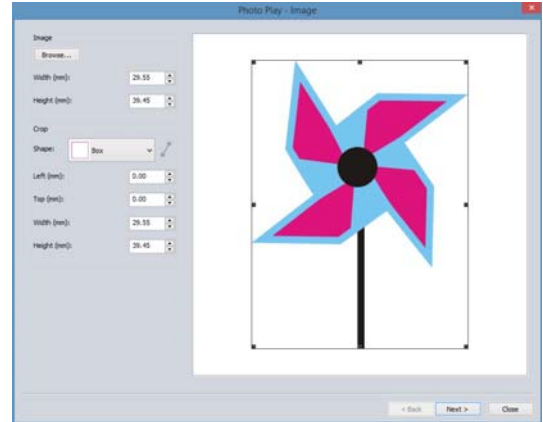 Photo Play - Image
Image
Browse...
Width (mm): 29.55
Height (mm): 39.45
Crop
Shape: Box
Left (mm): 0.00
Top (mm): 0.00
Width (mm): 29.55
Height (mm): 39.45
< Back Next > Close